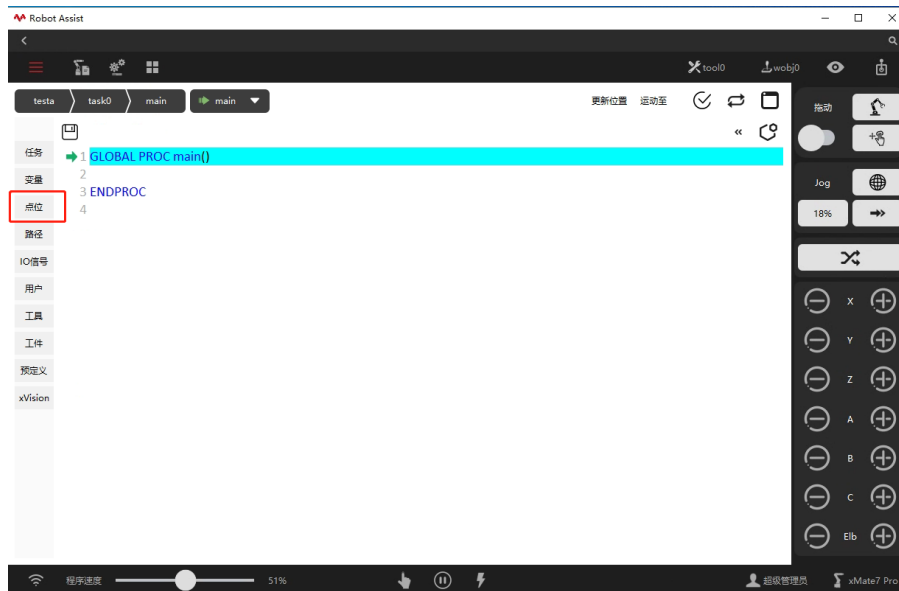 Robot Assist
tool0
wobj0
testa
task0
main
main
更新位置
运动至
拖动
任务
1 GLOBAL PROC main()
变量
2
3 ENDPROC
Jog
点位
4
18%
路径
IO信号
用户
工具
工件
预定义
xVision
X
Y
Z
A
B
C
Elb
程序速度
51%
超级管理员
xMate7 Pro